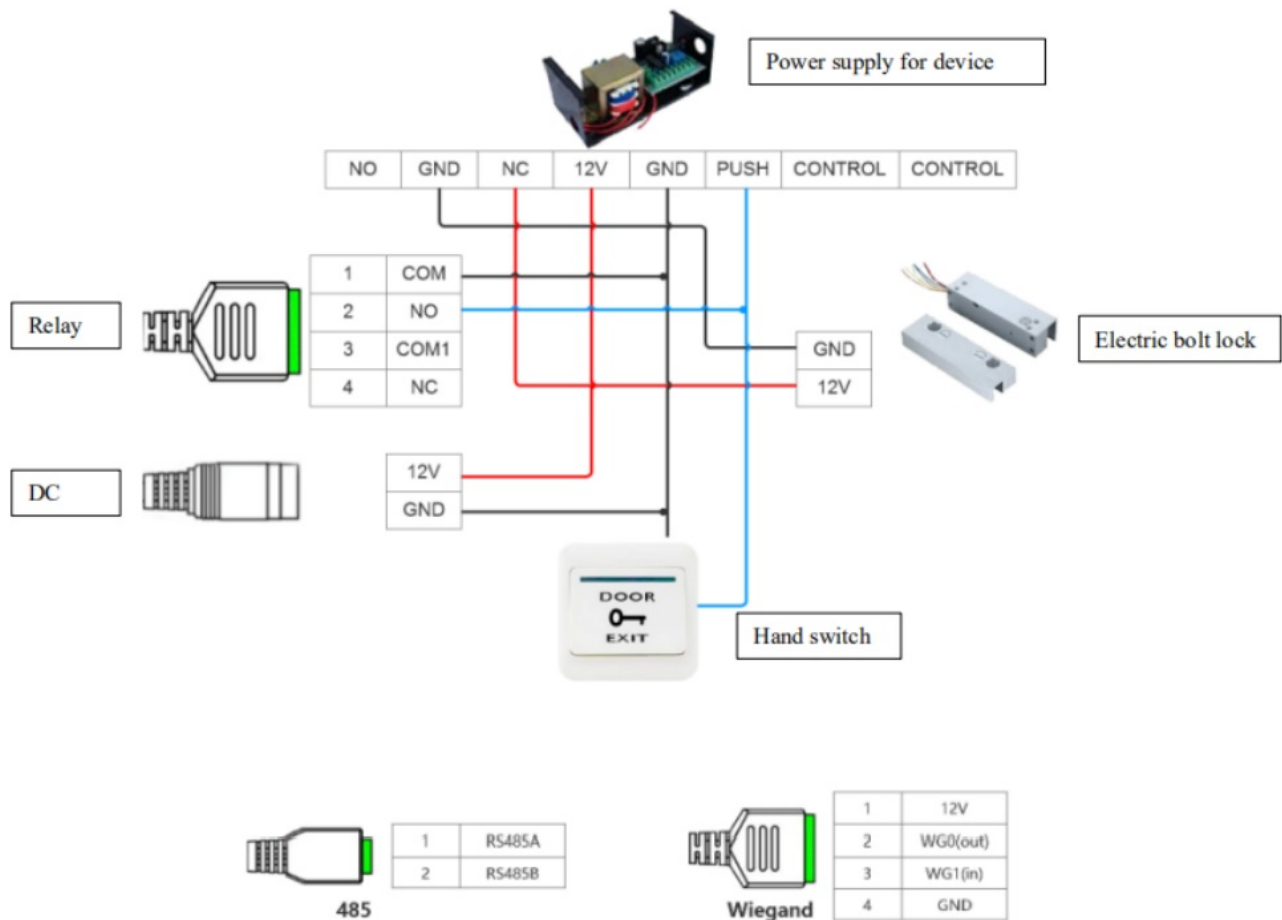 Power supply for device
NO GND NC 12V GND PUSH CONTROL CONTROL
Relay
1 COM
2 NO
3 COM1
4 NC
GND
12V
Electric bolt lock
DC
12V
GND
DOOR
EXIT
Hand switch
1 RS485A
2 RS485B
485
1 12V
2 WG0(out)
3 WG1(in)
4 GND
Wiegand